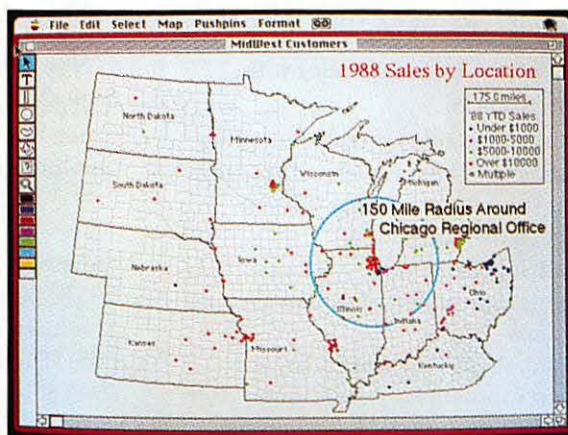 File Edit Select Map Pushpins Format GO
MidWest Customers
1988 Sales by Location
175.0 miles
'88 YTD Sales
Under $1000
$1000-5000
$5000-10000
Over $10000
Multiple
North Dakota
Minnesota
Wisconsin
Michigan
South Dakota
150 Mile Radius Around
Chicago Regional Office
Nebraska
Iowa
Illinois
Indiana
Ohio
Kansas
Missouri
Kentucky
T
?